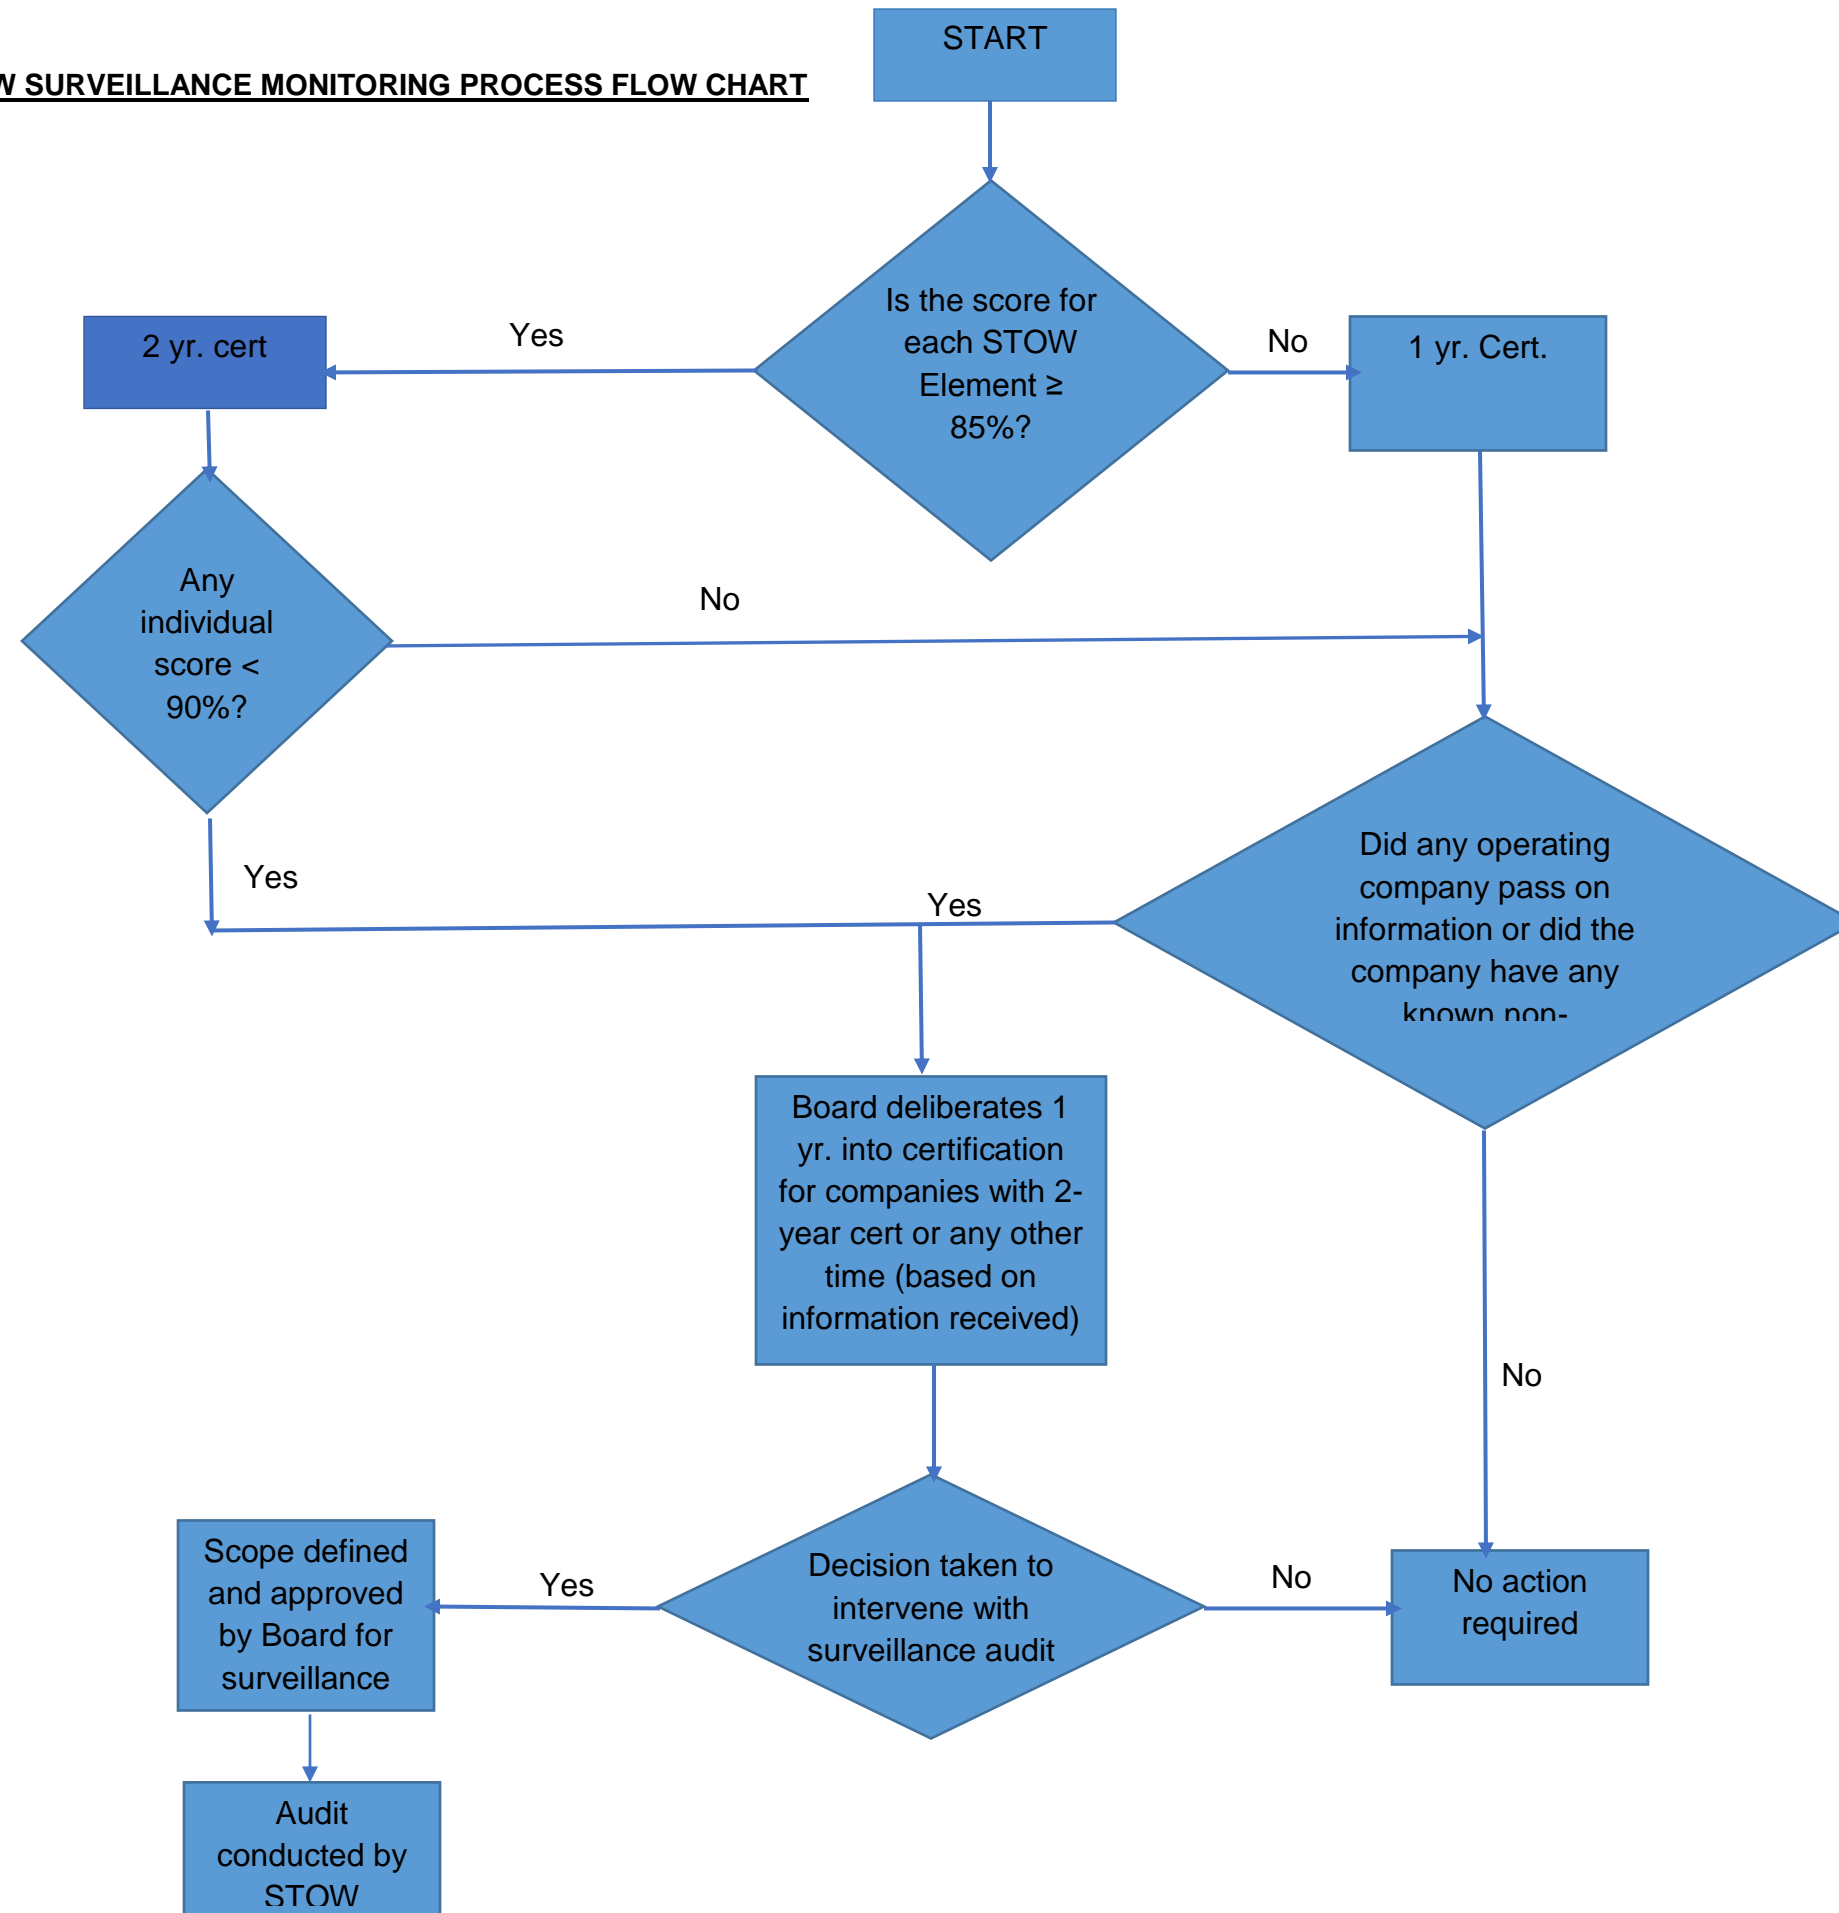 START
W SURVEILLANCE MONITORING PROCESS FLOW CHART
Is the score for
each STOW
Element ≥
85%?
Yes
No
2 yr. cert
1 yr. Cert.
Any
individual
score <
90%?
No
Yes
Yes
Did any operating
company pass on
information or did the
company have any
known non-
Board deliberates 1
yr. into certification
for companies with 2-
year cert or any other
time (based on
information received)
No
Decision taken to
intervene with
surveillance audit
Yes
No
Scope defined
and approved
by Board for
surveillance
No action
required
Audit
conducted by
STOW